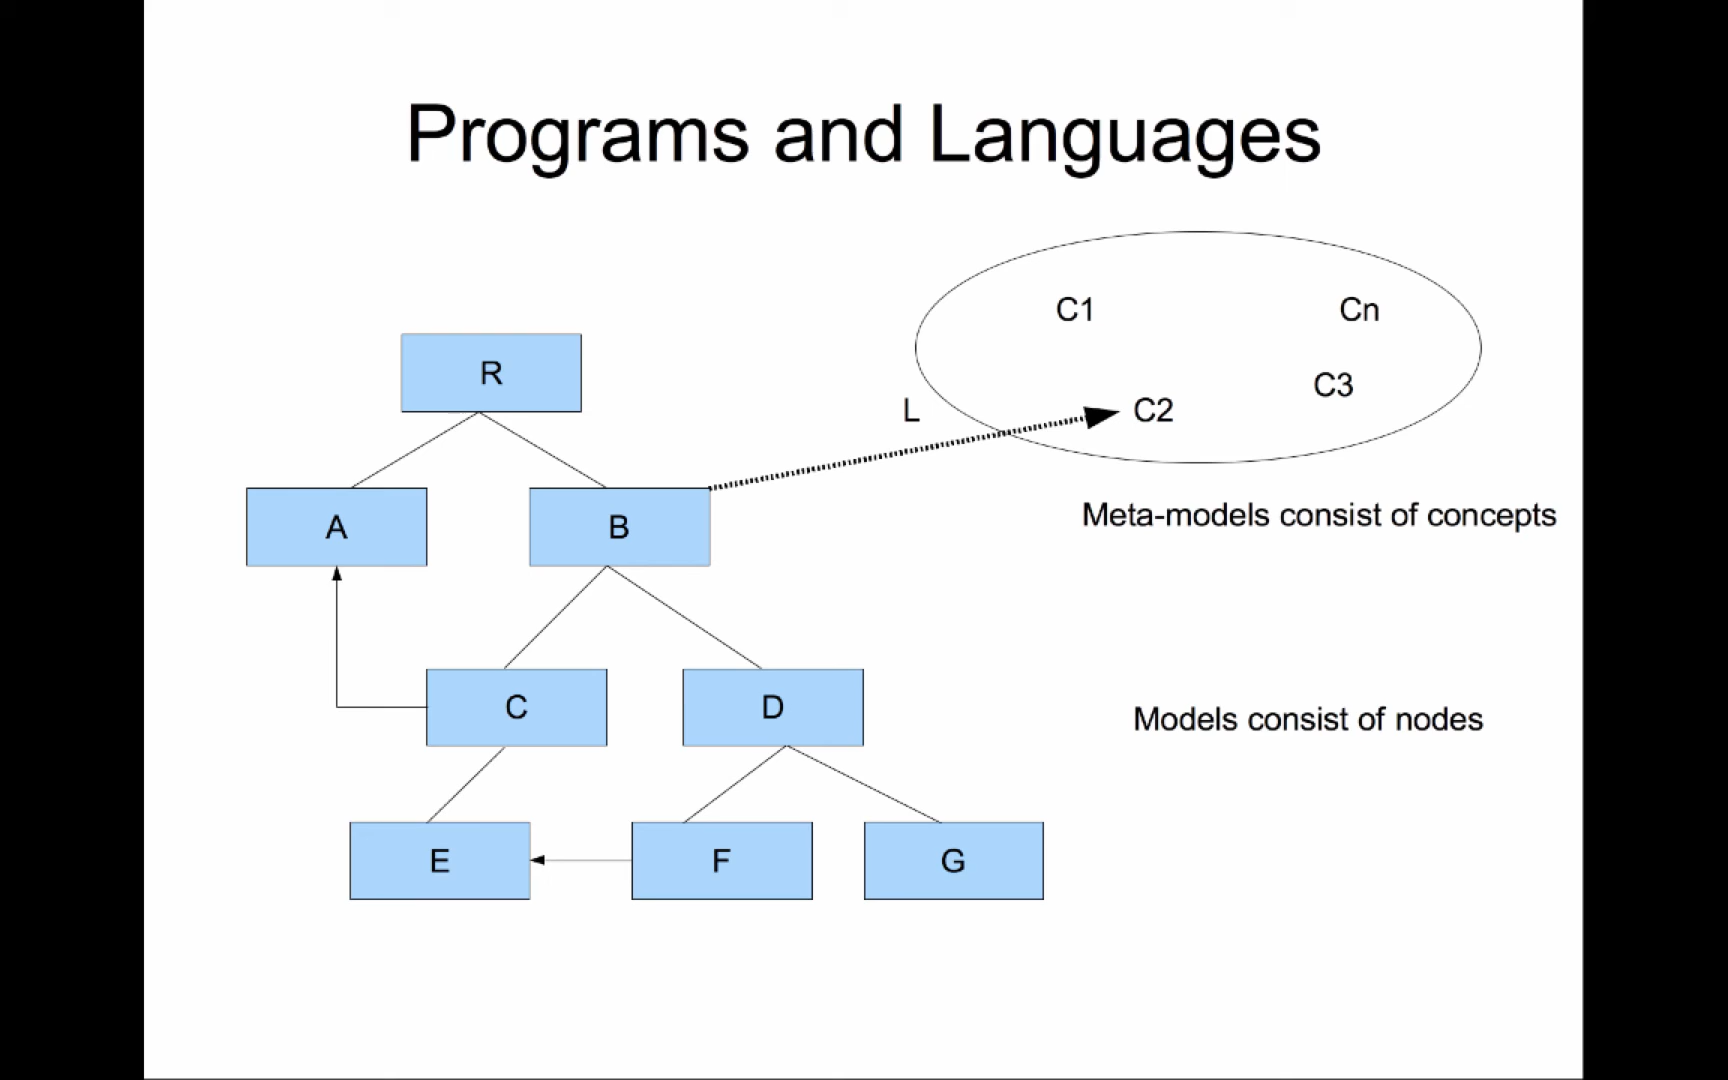 Programs and Languages
C1
Cn
R
C3
L
C2
A
B
Meta-models consist of concepts
C
D
Models consist of nodes
E
F
G